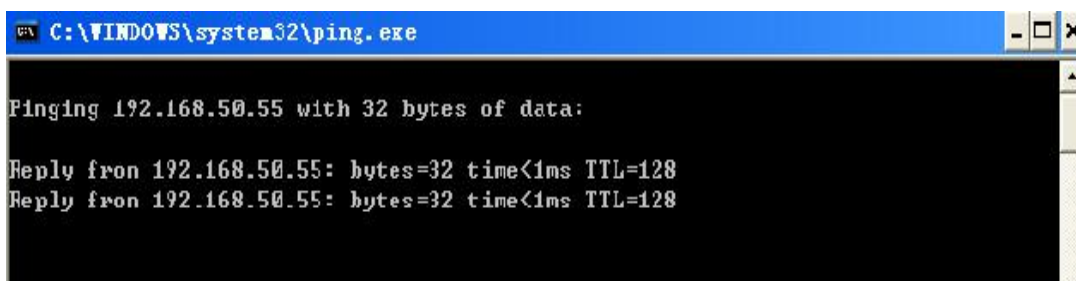 C:\WINDOWS\system32\ping.exe
Pinging 192.168.50.55 with 32 bytes of data:
Reply from 192.168.50.55: bytes=32 time<1ms TTL=128
Reply from 192.168.50.55: bytes=32 time<1ms TTL=128